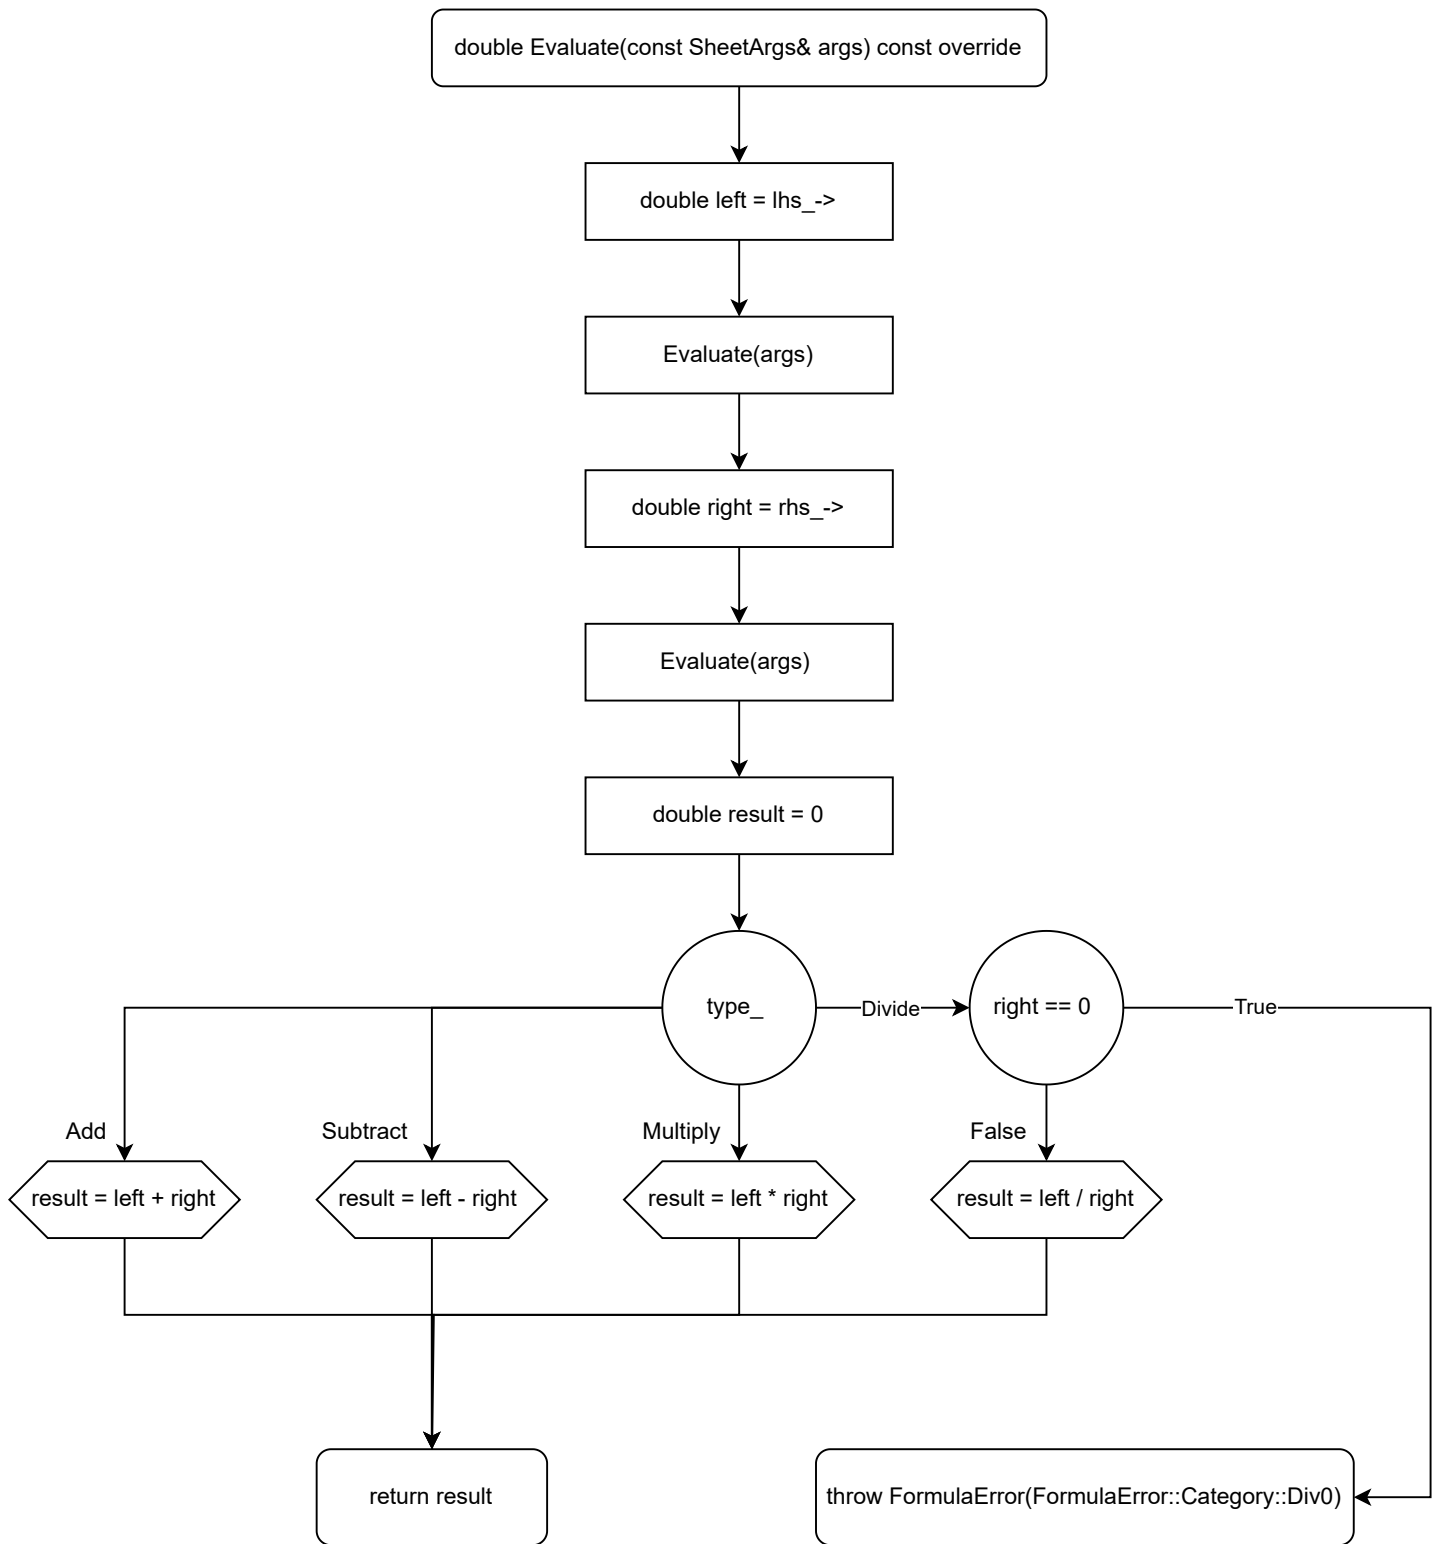 double Evaluate(const SheetArgs& args) const override
double left = lhs_->
Evaluate(args)
double right = rhs_->
Evaluate(args)
double result = 0
type_
Divide
right == 0
True
Add
Subtract
Multiply
False
result = left + right
result = left - right
result = left * right
result = left / right
return result
throw FormulaError(FormulaError::Category::Div0)